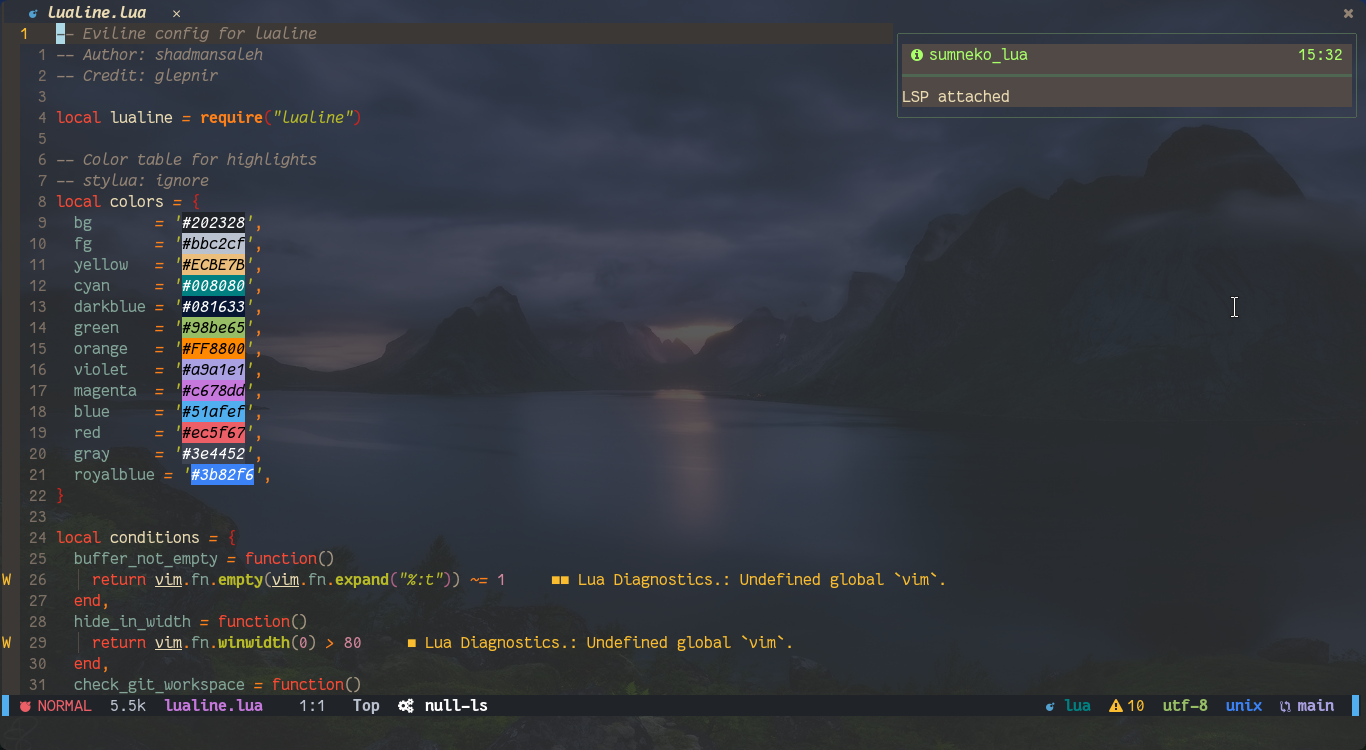 lualine.lua ×
1 -- Eviline config for lualine
1 -- Author: shadmansaleh
2 -- Credit: glepnir
3
4 local lualine = require("lualine")
5
6 -- Color table for highlights
7 -- stylua: ignore
8 local colors = {
9 bg = '#202328',
10 fg = '#bbc2cf',
11 yellow = '#ECBE7B',
12 cyan = '#008080',
13 darkblue = '#081633',
14 green = '#98be65',
15 orange = '#FF8800',
16 violet = '#a9a1e1',
17 magenta = '#c678dd',
18 blue = '#51afef',
19 red = '#ec5f67',
20 gray = '#3e4452',
21 royalblue = '#3b82f6',
22 }
23
24 local conditions = {
25 buffer_not_empty = function()
W 26 return vim.fn.empty(vim.fn.expand("%:t")) ~= 1 ■■ Lua Diagnostics.: Undefined global `vim`.
27 end,
28 hide_in_width = function()
W 29 return vim.fn.winwidth(0) > 80 ■ Lua Diagnostics.: Undefined global `vim`.
30 end,
31 check_git_workspace = function()
NORMAL 5.5k lualine.lua 1:1 Top null-ls lua 10 utf-8 unix main
sumneko_lua 15:32
LSP attached